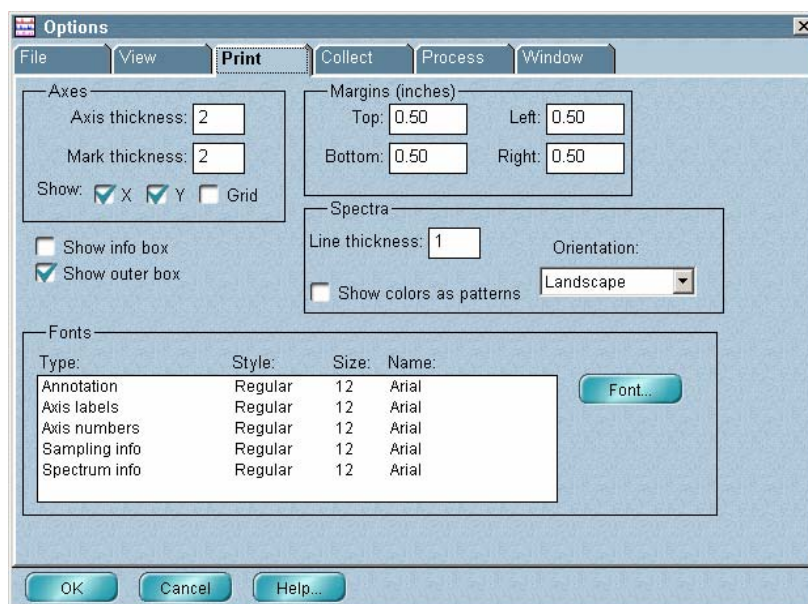 Options
File View Print Collect Process Window
Axes
Axis thickness: 2
Mark thickness: 2
Show: X Y Grid
Margins (inches)
Top: 0.50 Left: 0.50
Bottom: 0.50 Right: 0.50
Show info box
Show outer box
Spectra
Line thickness: 1
Orientation:
Landscape
Show colors as patterns
Fonts
Type: Style: Size: Name:
Annotation Regular 12 Arial
Axis labels Regular 12 Arial
Axis numbers Regular 12 Arial
Sampling info Regular 12 Arial
Spectrum info Regular 12 Arial
Font...
OK Cancel Help...